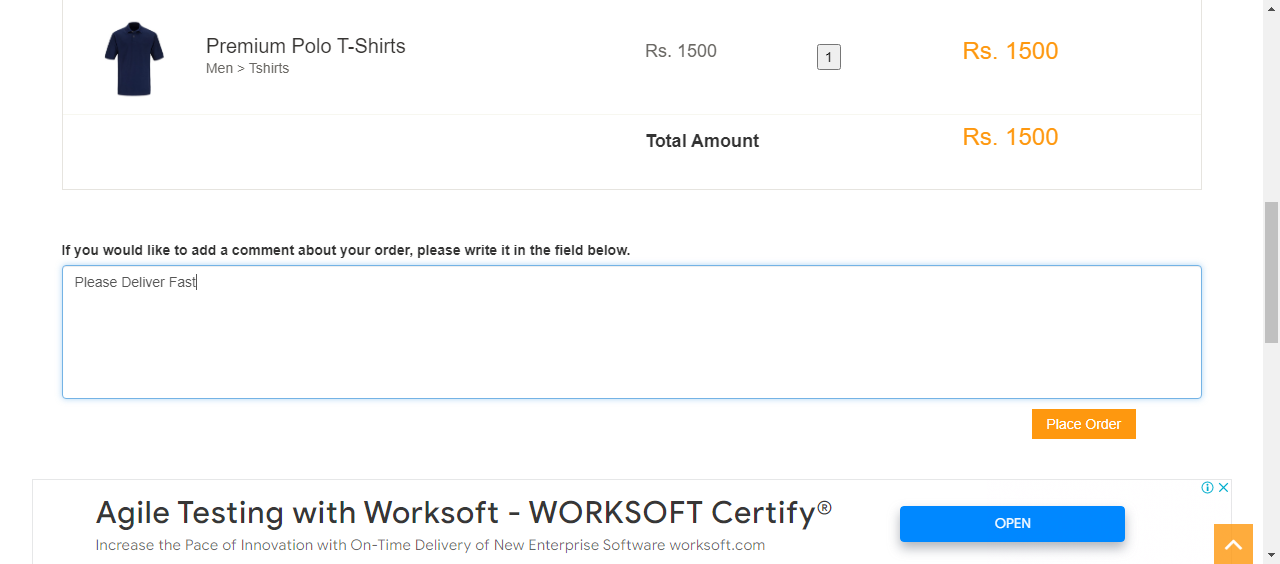 Premium Polo T-Shirts
Men > Tshirts
Rs. 1500
1
Rs. 1500
Total Amount
Rs. 1500
If you would like to add a comment about your order, please write it in the field below.
Please Deliver Fast
Place Order
Agile Testing with Worksoft - WORKSOFT Certify®
Increase the Pace of Innovation with On-Time Delivery of New Enterprise Software worksoft.com
OPEN